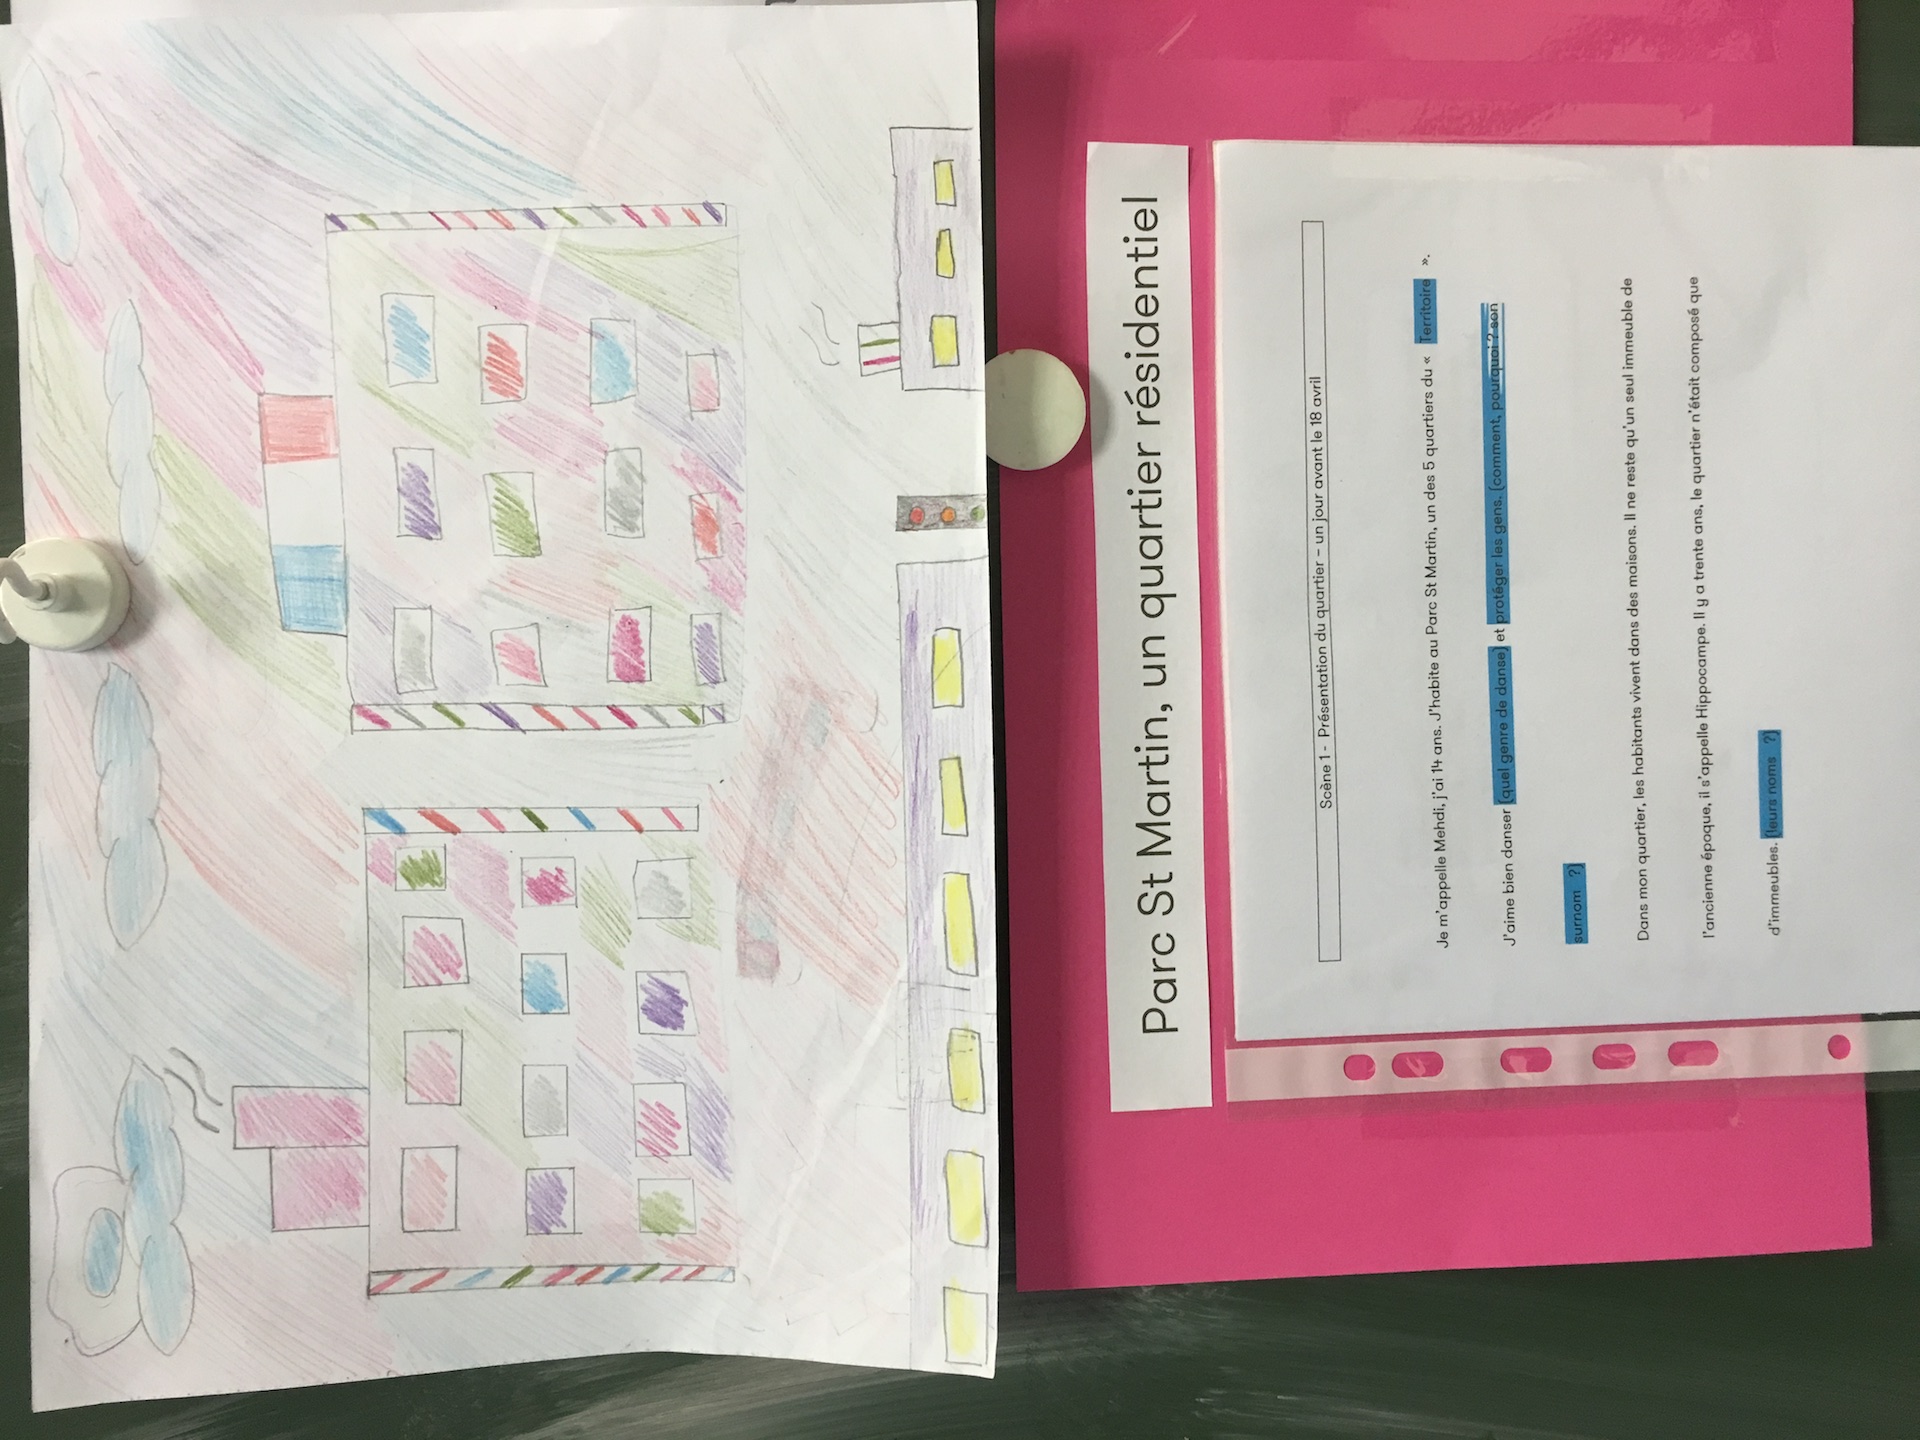 Parc St Martin, un quartier résidentiel
Scène 1 - Présentation du quartier – un jour avant le 18 avril
Je m'appelle Mehdi, j'ai 14 ans. J'habite au Parc St Martin, un des 5 quartiers du « Territoire ».
J'aime bien danser (quel genre de danse) et protéger les gens. (comment, pourquoi ? son
surnom ?)
Dans mon quartier, les habitants vivent dans des maisons. Il ne reste qu'un seul immeuble de
l'ancienne époque, il s'appelle Hippocampe. Il y a trente ans, le quartier n'était composé que
d'immeubles. (leurs noms ?)